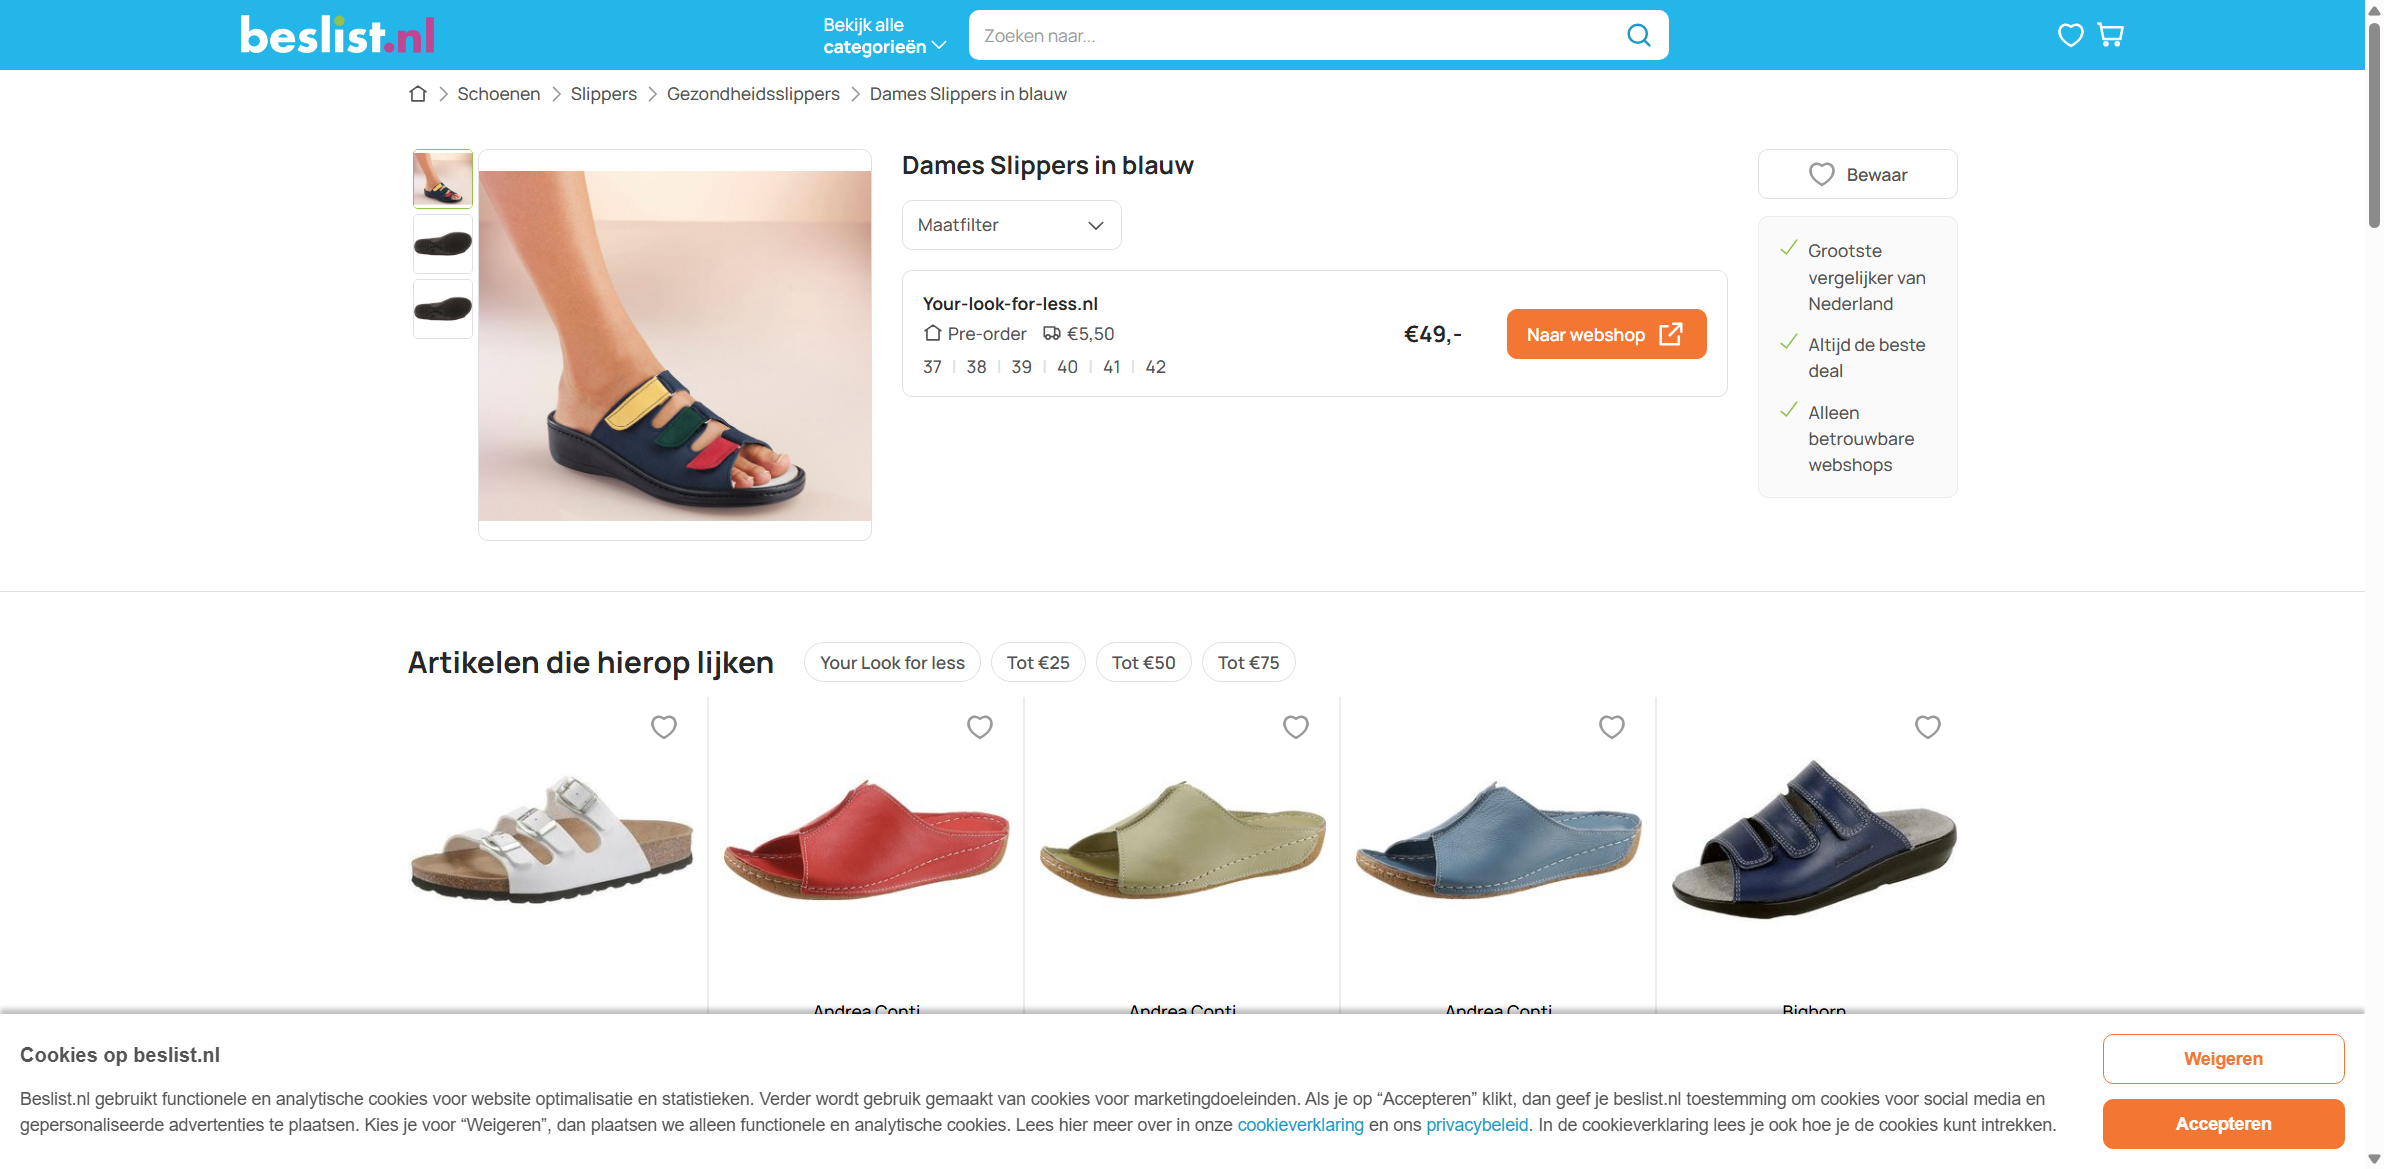 beslist.nl
Bekijk alle
categorieën
Zoeken naar...
Schoenen
Slippers
Gezondheidsslippers
Dames Slippers in blauw
Dames Slippers in blauw
Maatfilter
Your-look-for-less.nl
Pre-order €5,50
37 | 38 | 39 | 40 | 41 | 42
€49,-
Naar webshop
Bewaar
Grootste
vergelijker van
Nederland
Altijd de beste
deal
Alleen
betrouwbare
webshops
Artikelen die hierop lijken
Your Look for less
Tot €25
Tot €50
Tot €75
Andrea Conti
Andrea Conti
Andrea Conti
Bighorn
Cookies op beslist.nl
Beslist.nl gebruikt functionele en analytische cookies voor website optimalisatie en statistieken. Verder wordt gebruik gemaakt van cookies voor marketingdoeleinden. Als je op “Accepteren” klikt, dan geef je beslist.nl toestemming om cookies voor social media en
gepersonaliseerde advertenties te plaatsen. Kies je voor “Weigeren”, dan plaatsen we alleen functionele en analytische cookies. Lees hier meer over in onze cookieverklaring en ons privacybeleid. In de cookieverklaring lees je ook hoe je de cookies kunt intrekken.
Weigeren
Accepteren